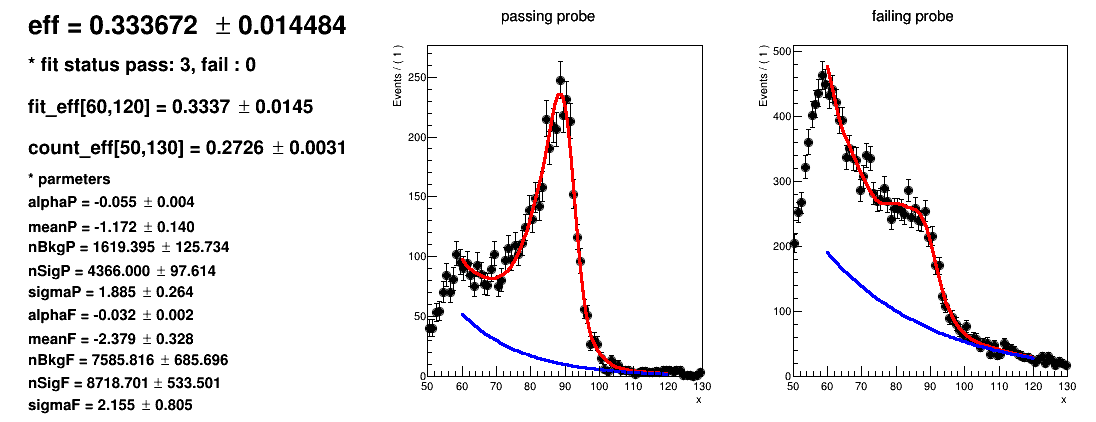 eff = 0.333672 ± 0.014484
* fit status pass: 3, fail : 0
fit_eff[60,120] = 0.3337 ± 0.0145
count_eff[50,130] = 0.2726 ± 0.0031
* parmeters
alphaP = -0.055 ± 0.004
meanP = -1.172 ± 0.140
nBkgP = 1619.395 ± 125.734
nSigP = 4366.000 ± 97.614
sigmaP = 1.885 ± 0.264
alphaF = -0.032 ± 0.002
meanF = -2.379 ± 0.328
nBkgF = 7585.816 ± 685.696
nSigF = 8718.701 ± 533.501
sigmaF = 2.155 ± 0.805
passing probe
Events / ( 1 )
250
200
150
100
50
0
50 60 70 80 90 100 110 120 130
x
failing probe
Events / ( 1 )
500
400
300
200
100
0
50 60 70 80 90 100 110 120 130
x